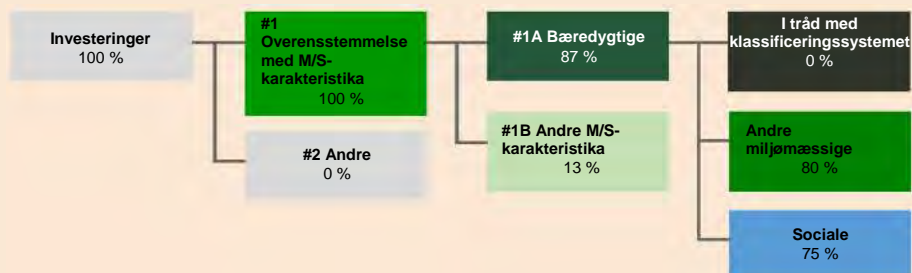 Investeringer
100 %
#1
Overensstemmelse
med M/S-
karakteristika
100 %
#2 Andre
0 %
#1A Bæredygtige
87 %
#1B Andre M/S-
karakteristika
13 %
I tråd med
klassificeringssystemet
0 %
Andre
miljømæssige
80 %
Sociale
75 %